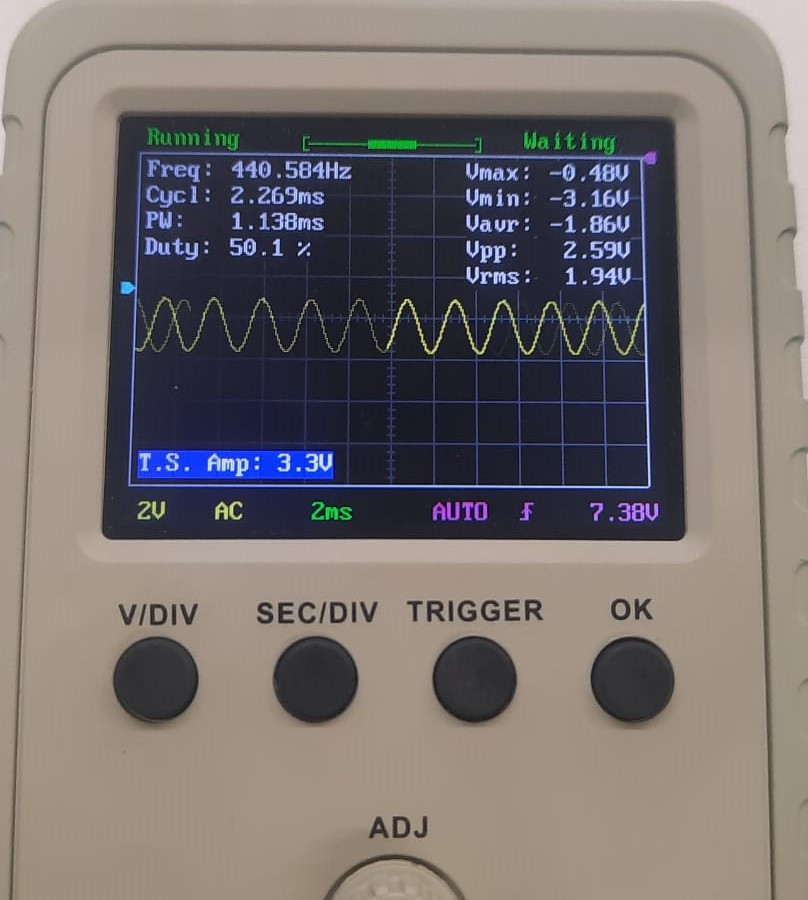 Running Waiting
Freq: 440.584Hz Vmax: -0.48V
Cycl: 2.269ms Vmin: -3.16V
PW: 1.138ms Vavr: -1.86V
Duty: 50.1 % Vpp: 2.59V
Vrms: 1.94V
T.S. Amp: 3.3V
2V AC 2ms AUTO 7.38V
V/DIV SEC/DIV TRIGGER OK
ADJ